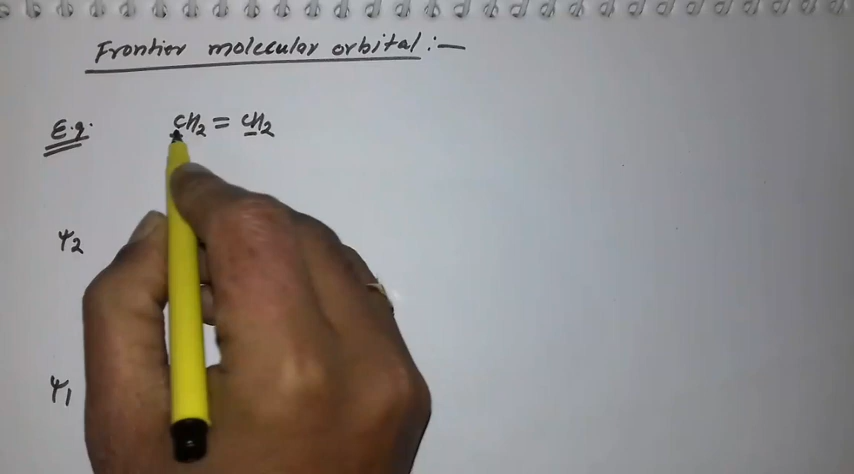 Frontier molecular orbital :—
E.g. CH₂ = CH₂
Ψ₂
Ψ₁